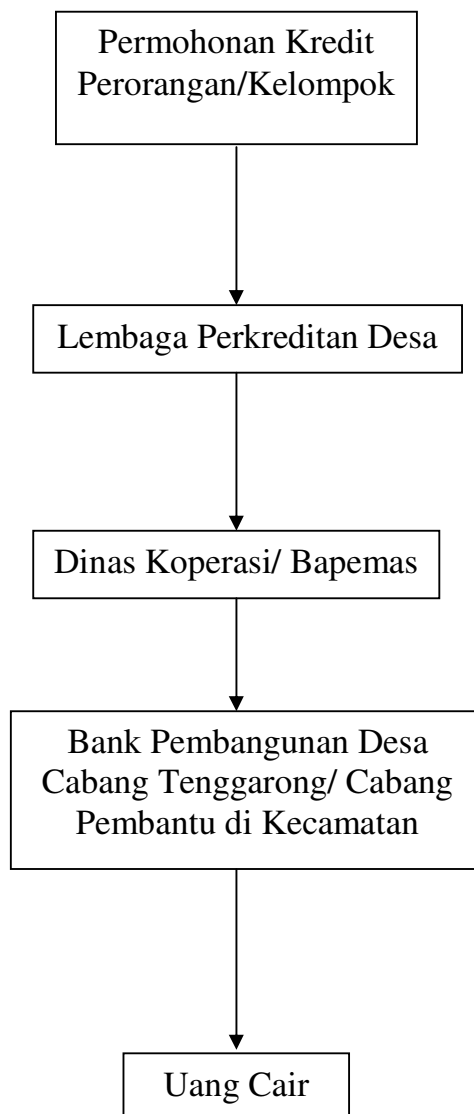 Permohonan Kredit
Perorangan/Kelompok
Lembaga Perkreditan Desa
Dinas Koperasi/ Bapemas
Bank Pembangunan Desa
Cabang Tenggarong/ Cabang
Pembantu di Kecamatan
Uang Cair